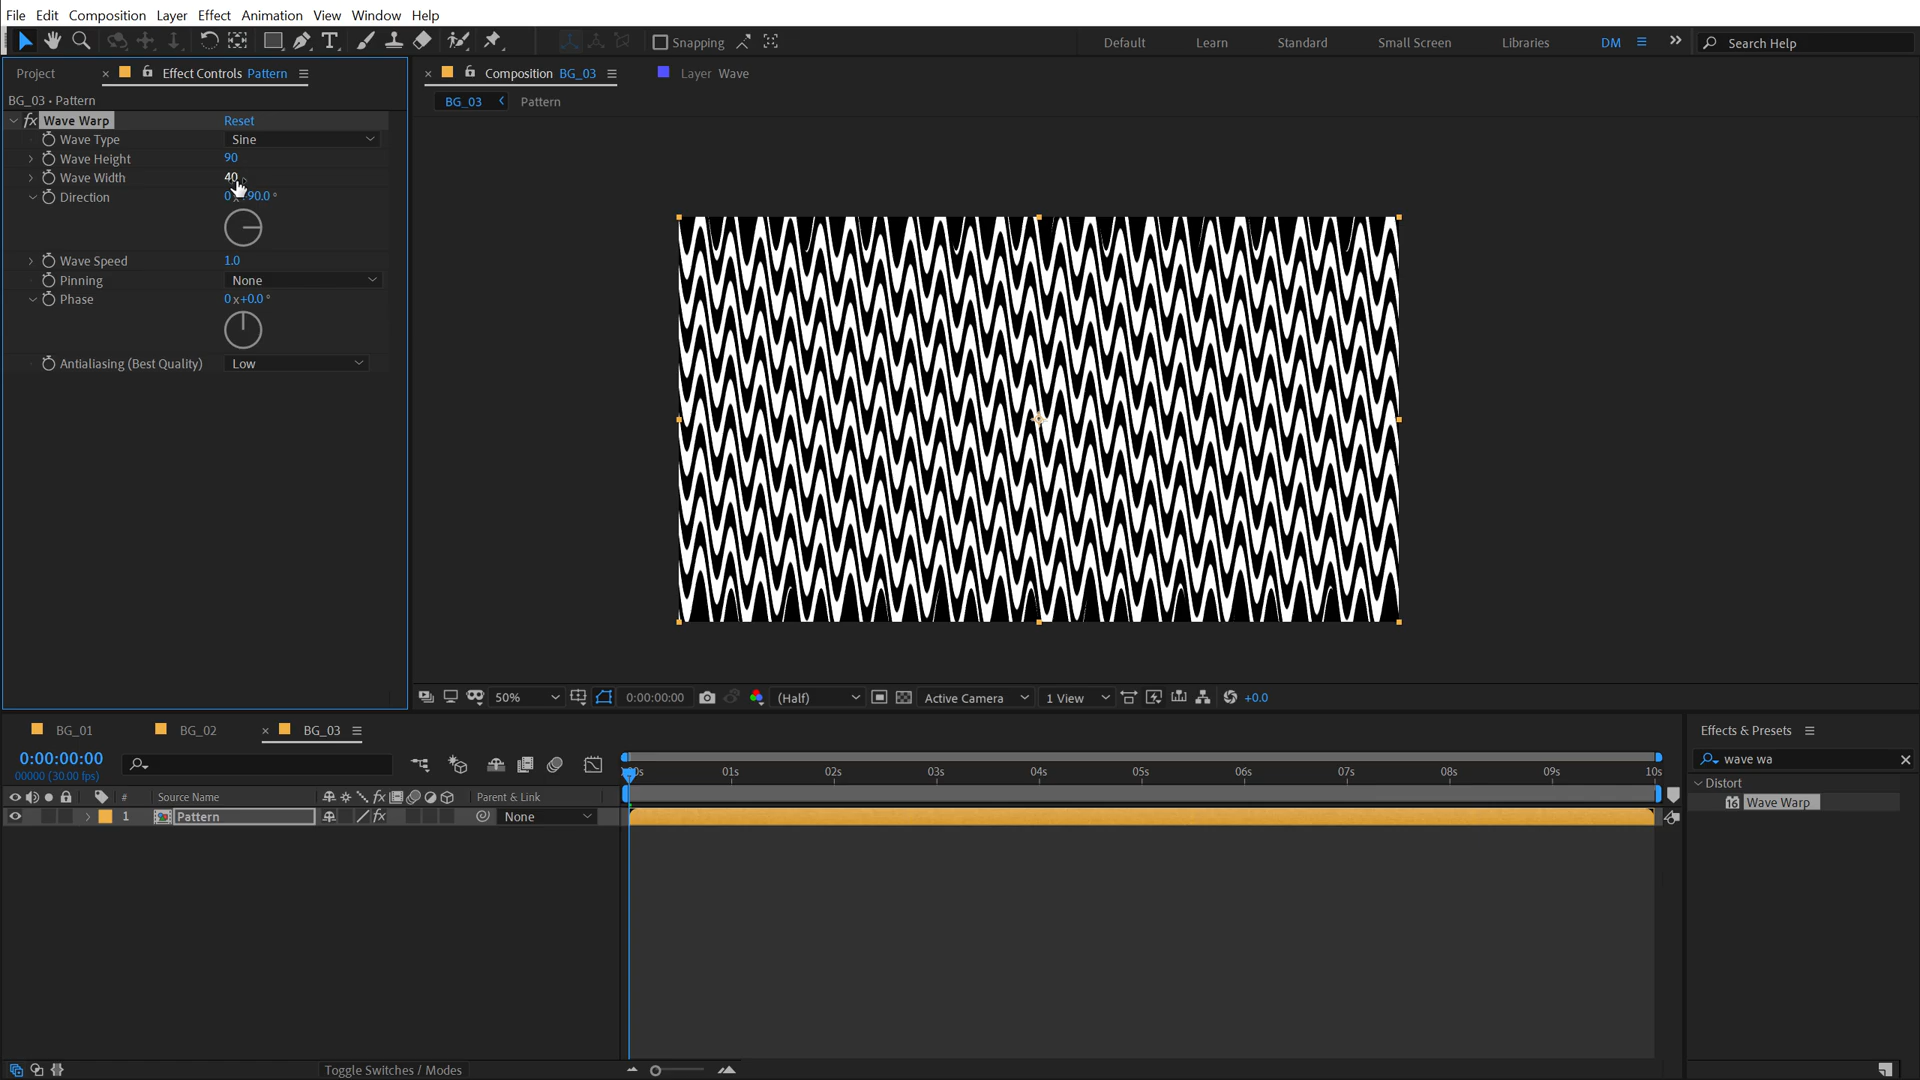 File Edit Composition Layer Effect Animation View Window Help
Snapping Default Learn Standard Small Screen Libraries DM Search Help
Project Effect Controls Pattern
Composition BG_03 Layer Wave
BG_03 • Pattern
BG_03 Pattern
fx Wave Warp Reset
Wave Type Sine
Wave Height 90
Wave Width 40
Direction 0 x +90.0 °
Wave Speed 1.0
Pinning None
Phase 0 x +0.0 °
Antialiasing (Best Quality) Low
50% 0:00:00:00 (Half) Active Camera 1 View +0.0
BG_01 BG_02 BG_03
Effects & Presets
0:00:00:00
00000 (30.00 fps)
wave wa
01s 02s 03s 04s 05s 06s 07s 08s 09s 10s
Distort
# Source Name fx Parent & Link
Wave Warp
1 Pattern fx None
Toggle Switches / Modes